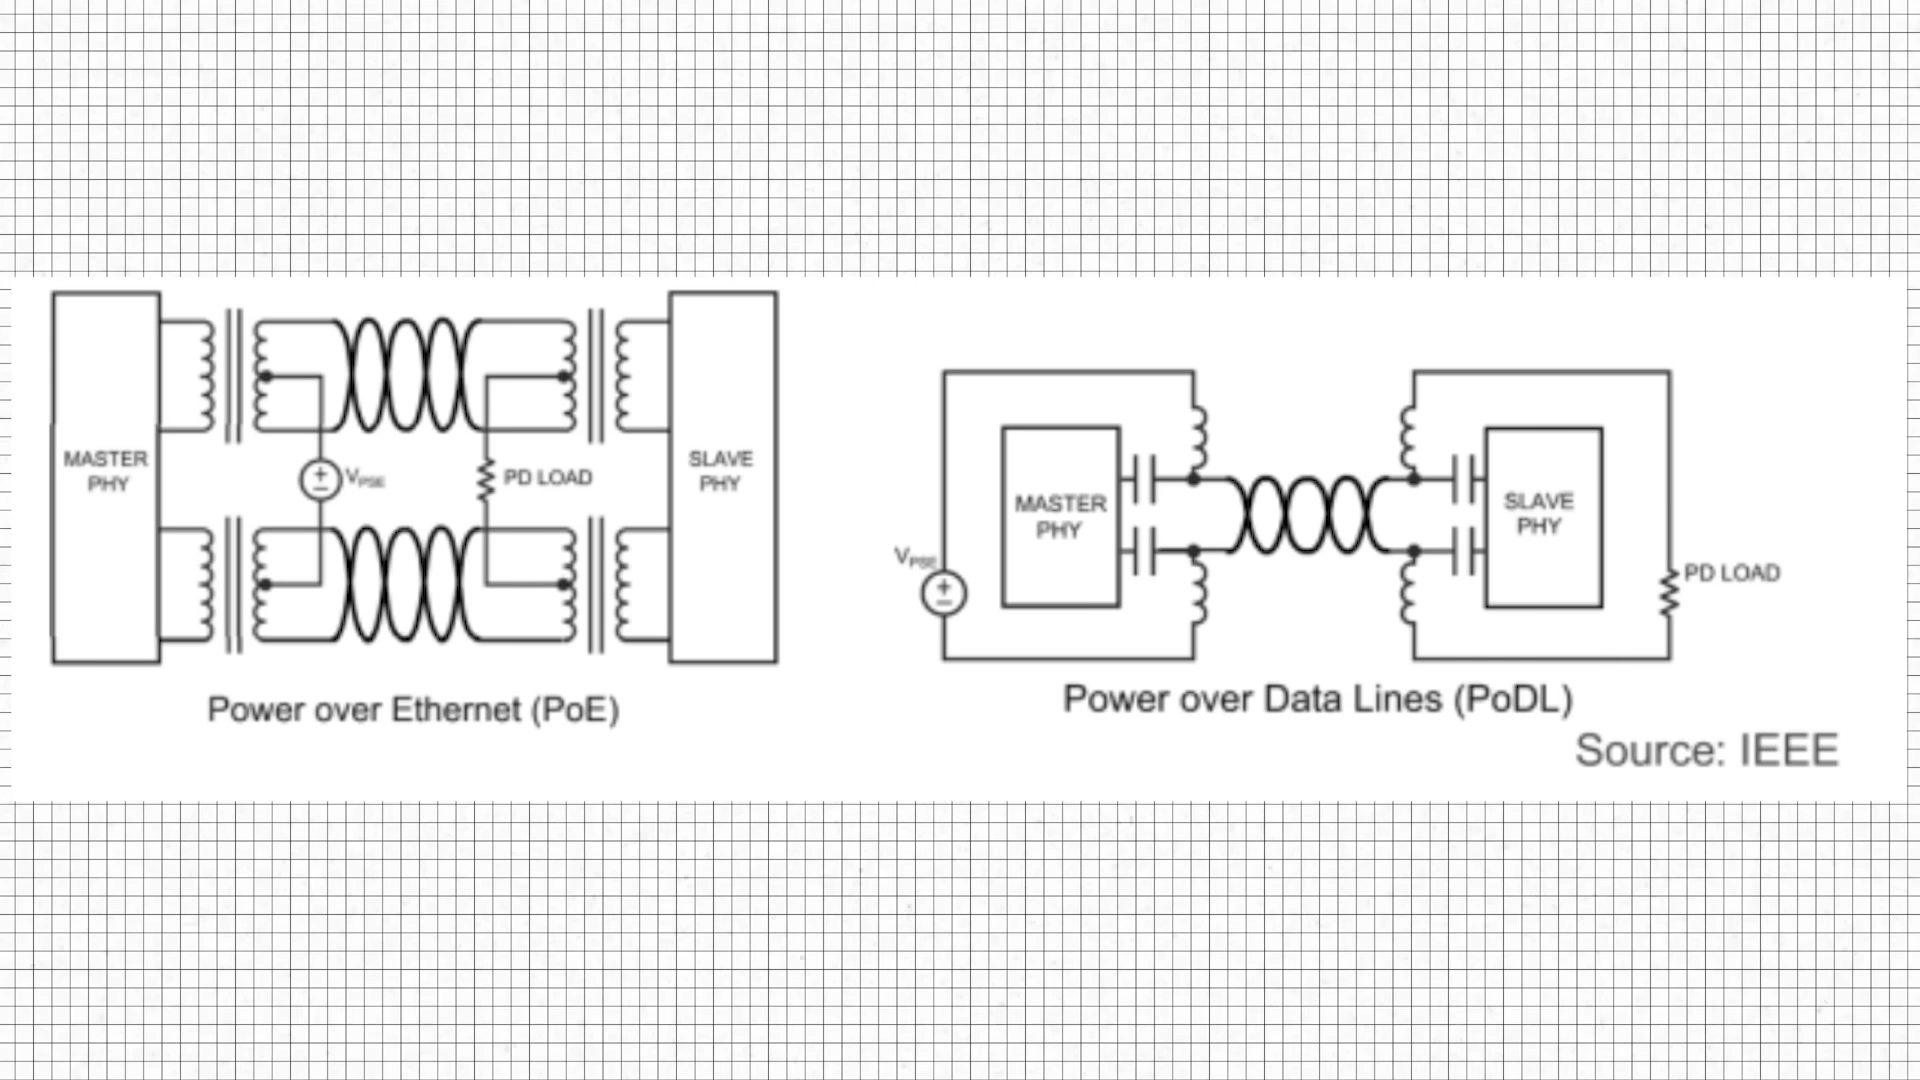 MASTER
PHY
+
−
VPSE
PD LOAD
SLAVE
PHY
Power over Ethernet (PoE)
VPSE
+
−
MASTER
PHY
SLAVE
PHY
PD LOAD
Power over Data Lines (PoDL)
Source: IEEE